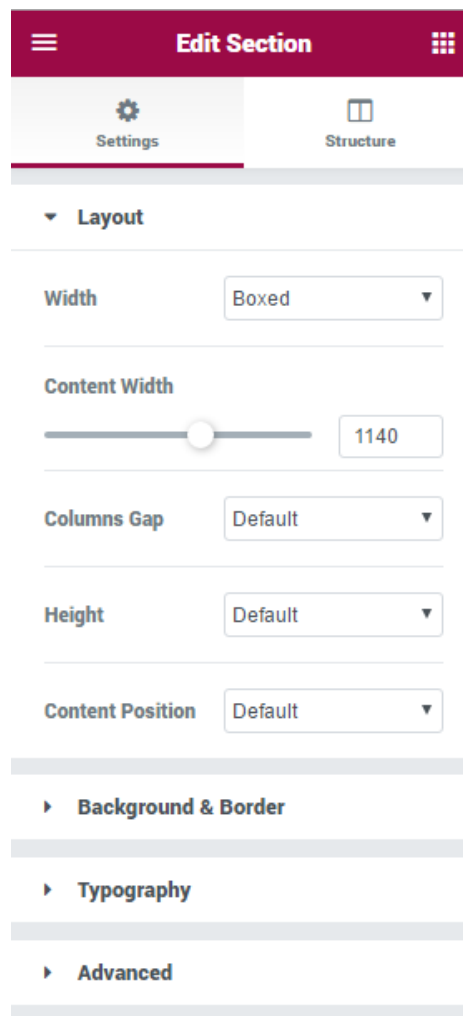 Edit Section
Settings
Structure
Layout
Width Boxed
Content Width
1140
Columns Gap Default
Height Default
Content Position Default
Background & Border
Typography
Advanced